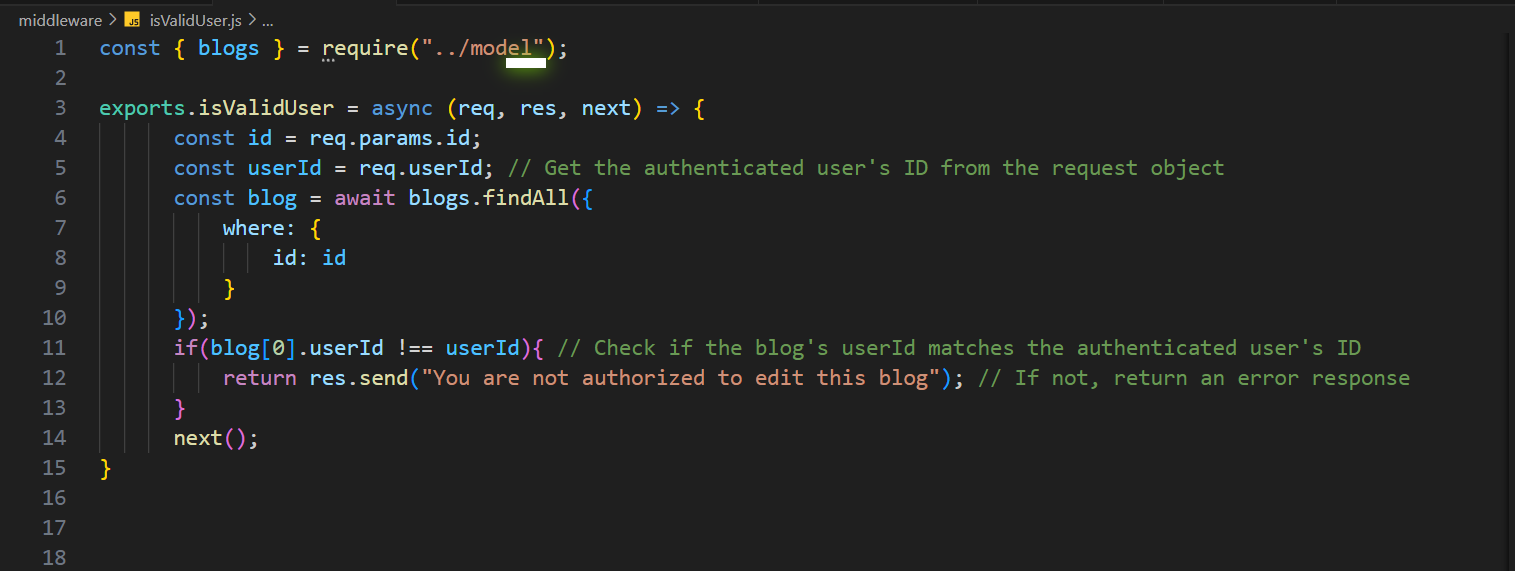 middleware > JS isValidUser.js > ...
1 const { blogs } = require("../model");
2
3 exports.isValidUser = async (req, res, next) => {
4 const id = req.params.id;
5 const userId = req.userId; // Get the authenticated user's ID from the request object
6 const blog = await blogs.findAll({
7 where: {
8 id: id
9 }
10 });
11 if(blog[0].userId !== userId){ // Check if the blog's userId matches the authenticated user's ID
12 return res.send("You are not authorized to edit this blog"); // If not, return an error response
13 }
14 next();
15 }
16
17
18